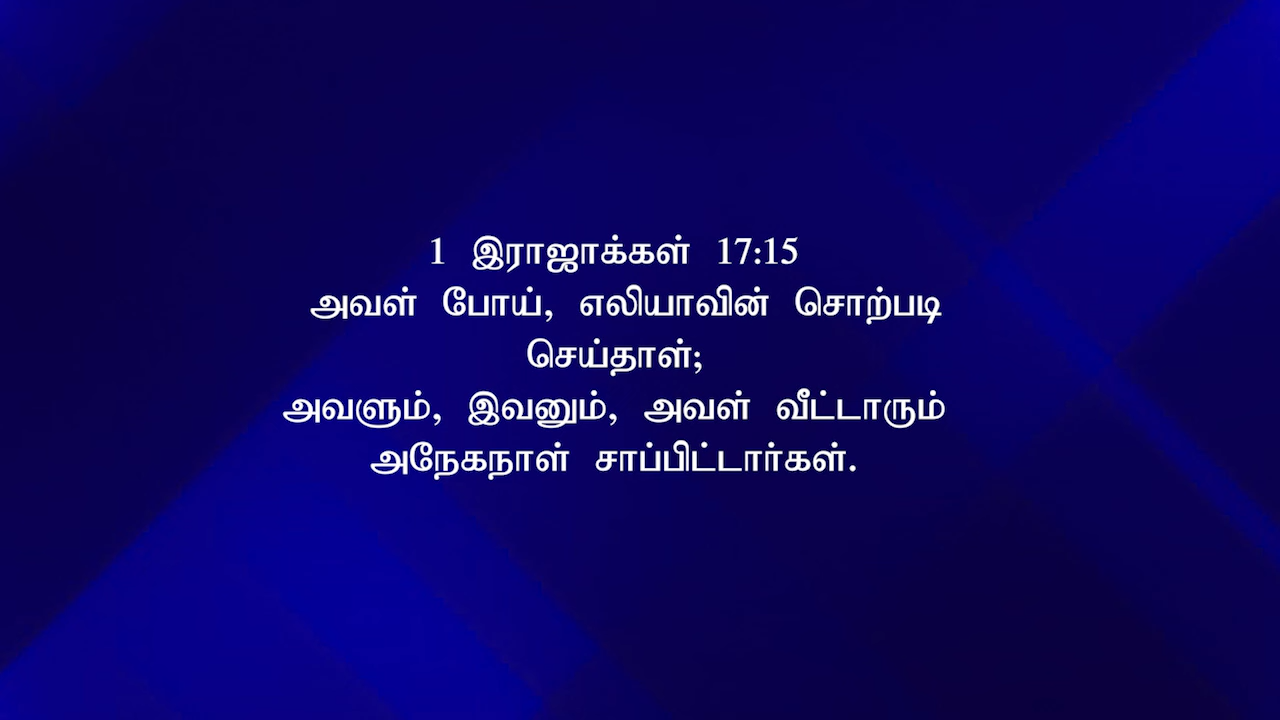 1 இராஜாக்கள் 17:15
அவள் போய், எலியாவின் சொற்படி
செய்தாள்;
அவளும், இவனும், அவள் வீட்டாரும்
அநேகநாள் சாப்பிட்டார்கள்.